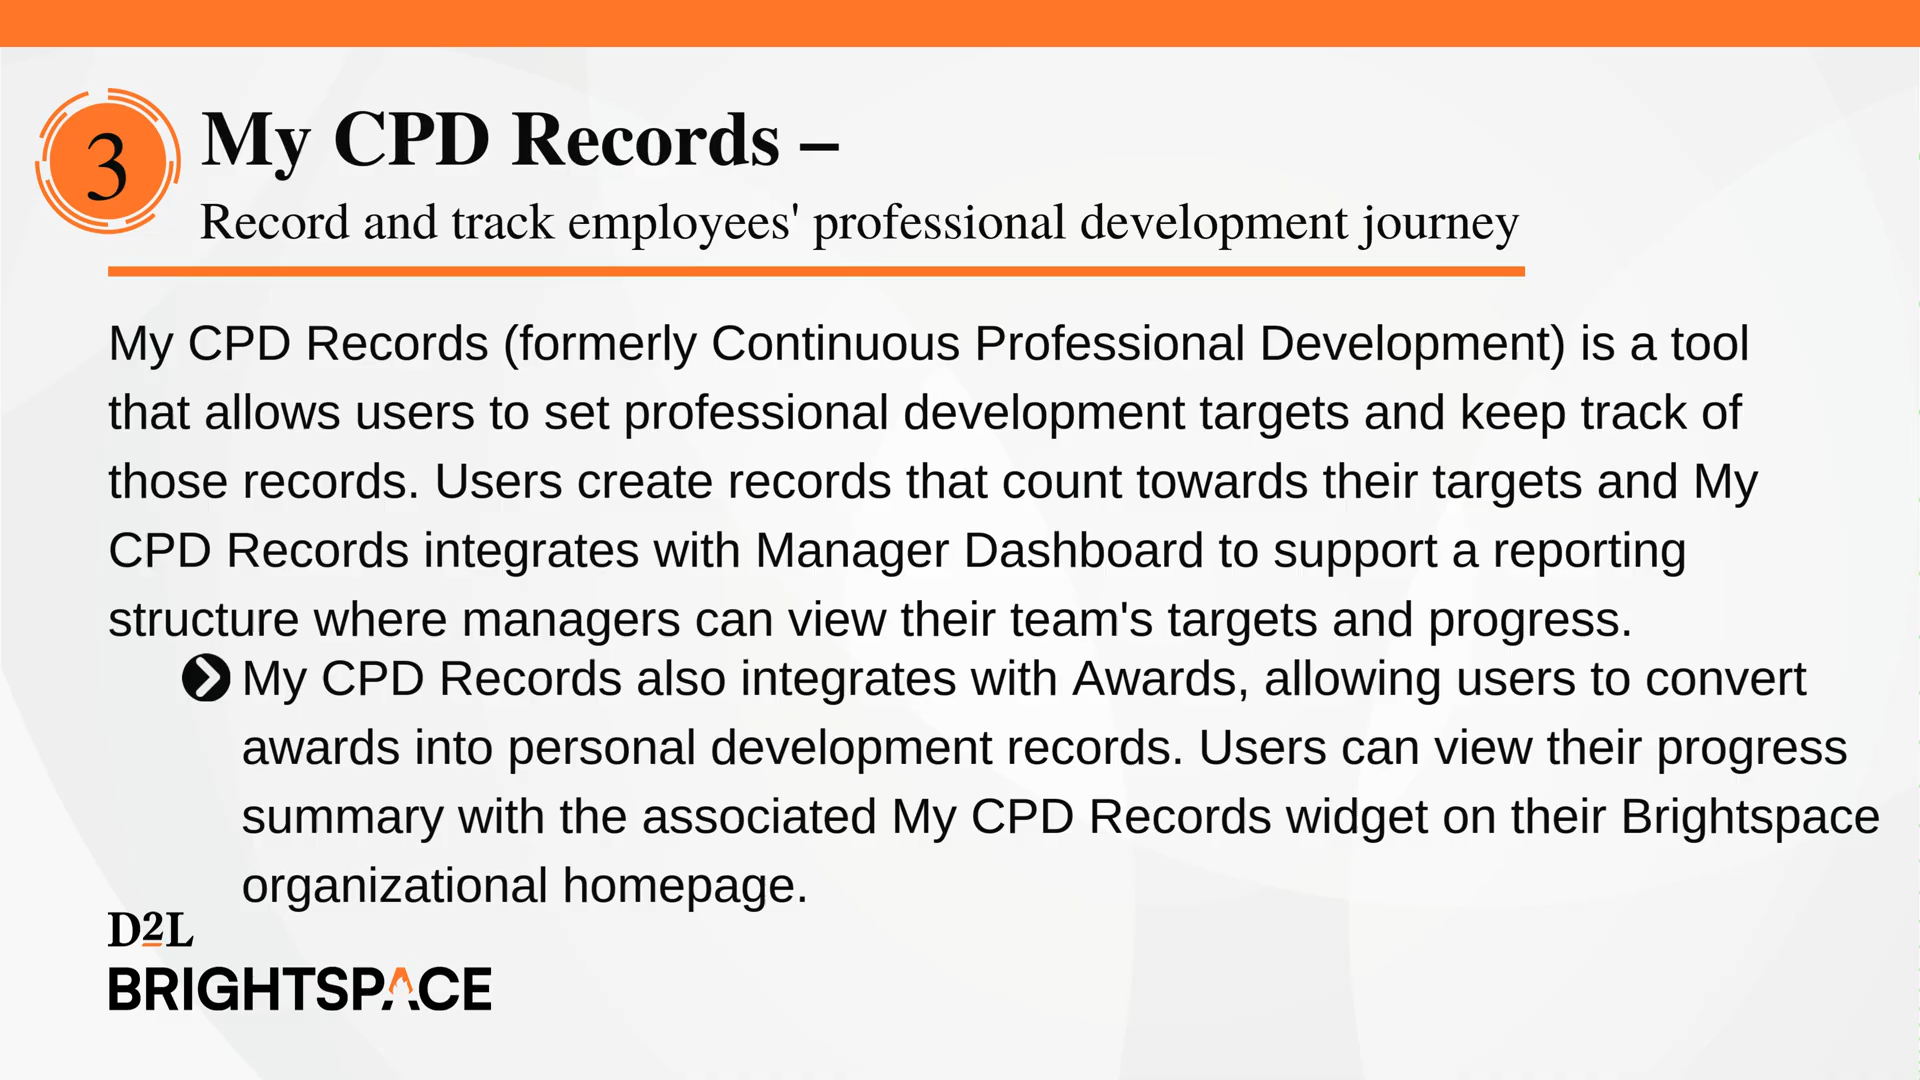 3
My CPD Records –
Record and track employees' professional development journey
My CPD Records (formerly Continuous Professional Development) is a tool
that allows users to set professional development targets and keep track of
those records. Users create records that count towards their targets and My
CPD Records integrates with Manager Dashboard to support a reporting
structure where managers can view their team's targets and progress.
My CPD Records also integrates with Awards, allowing users to convert
awards into personal development records. Users can view their progress
summary with the associated My CPD Records widget on their Brightspace
organizational homepage.
D2L
BRIGHTSPACE